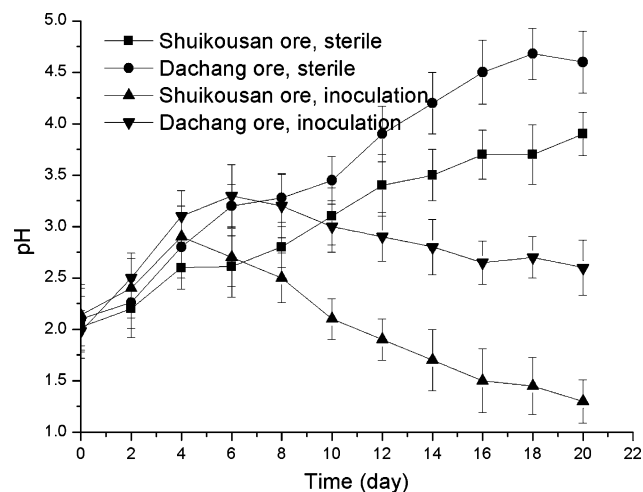 5.0
4.5
4.0
3.5
3.0
2.5
2.0
1.5
1.0
pH
Shuikousan ore, sterile
Dachang ore, sterile
Shuikousan ore, inoculation
Dachang ore, inoculation
0 2 4 6 8 10 12 14 16 18 20 22
Time (day)